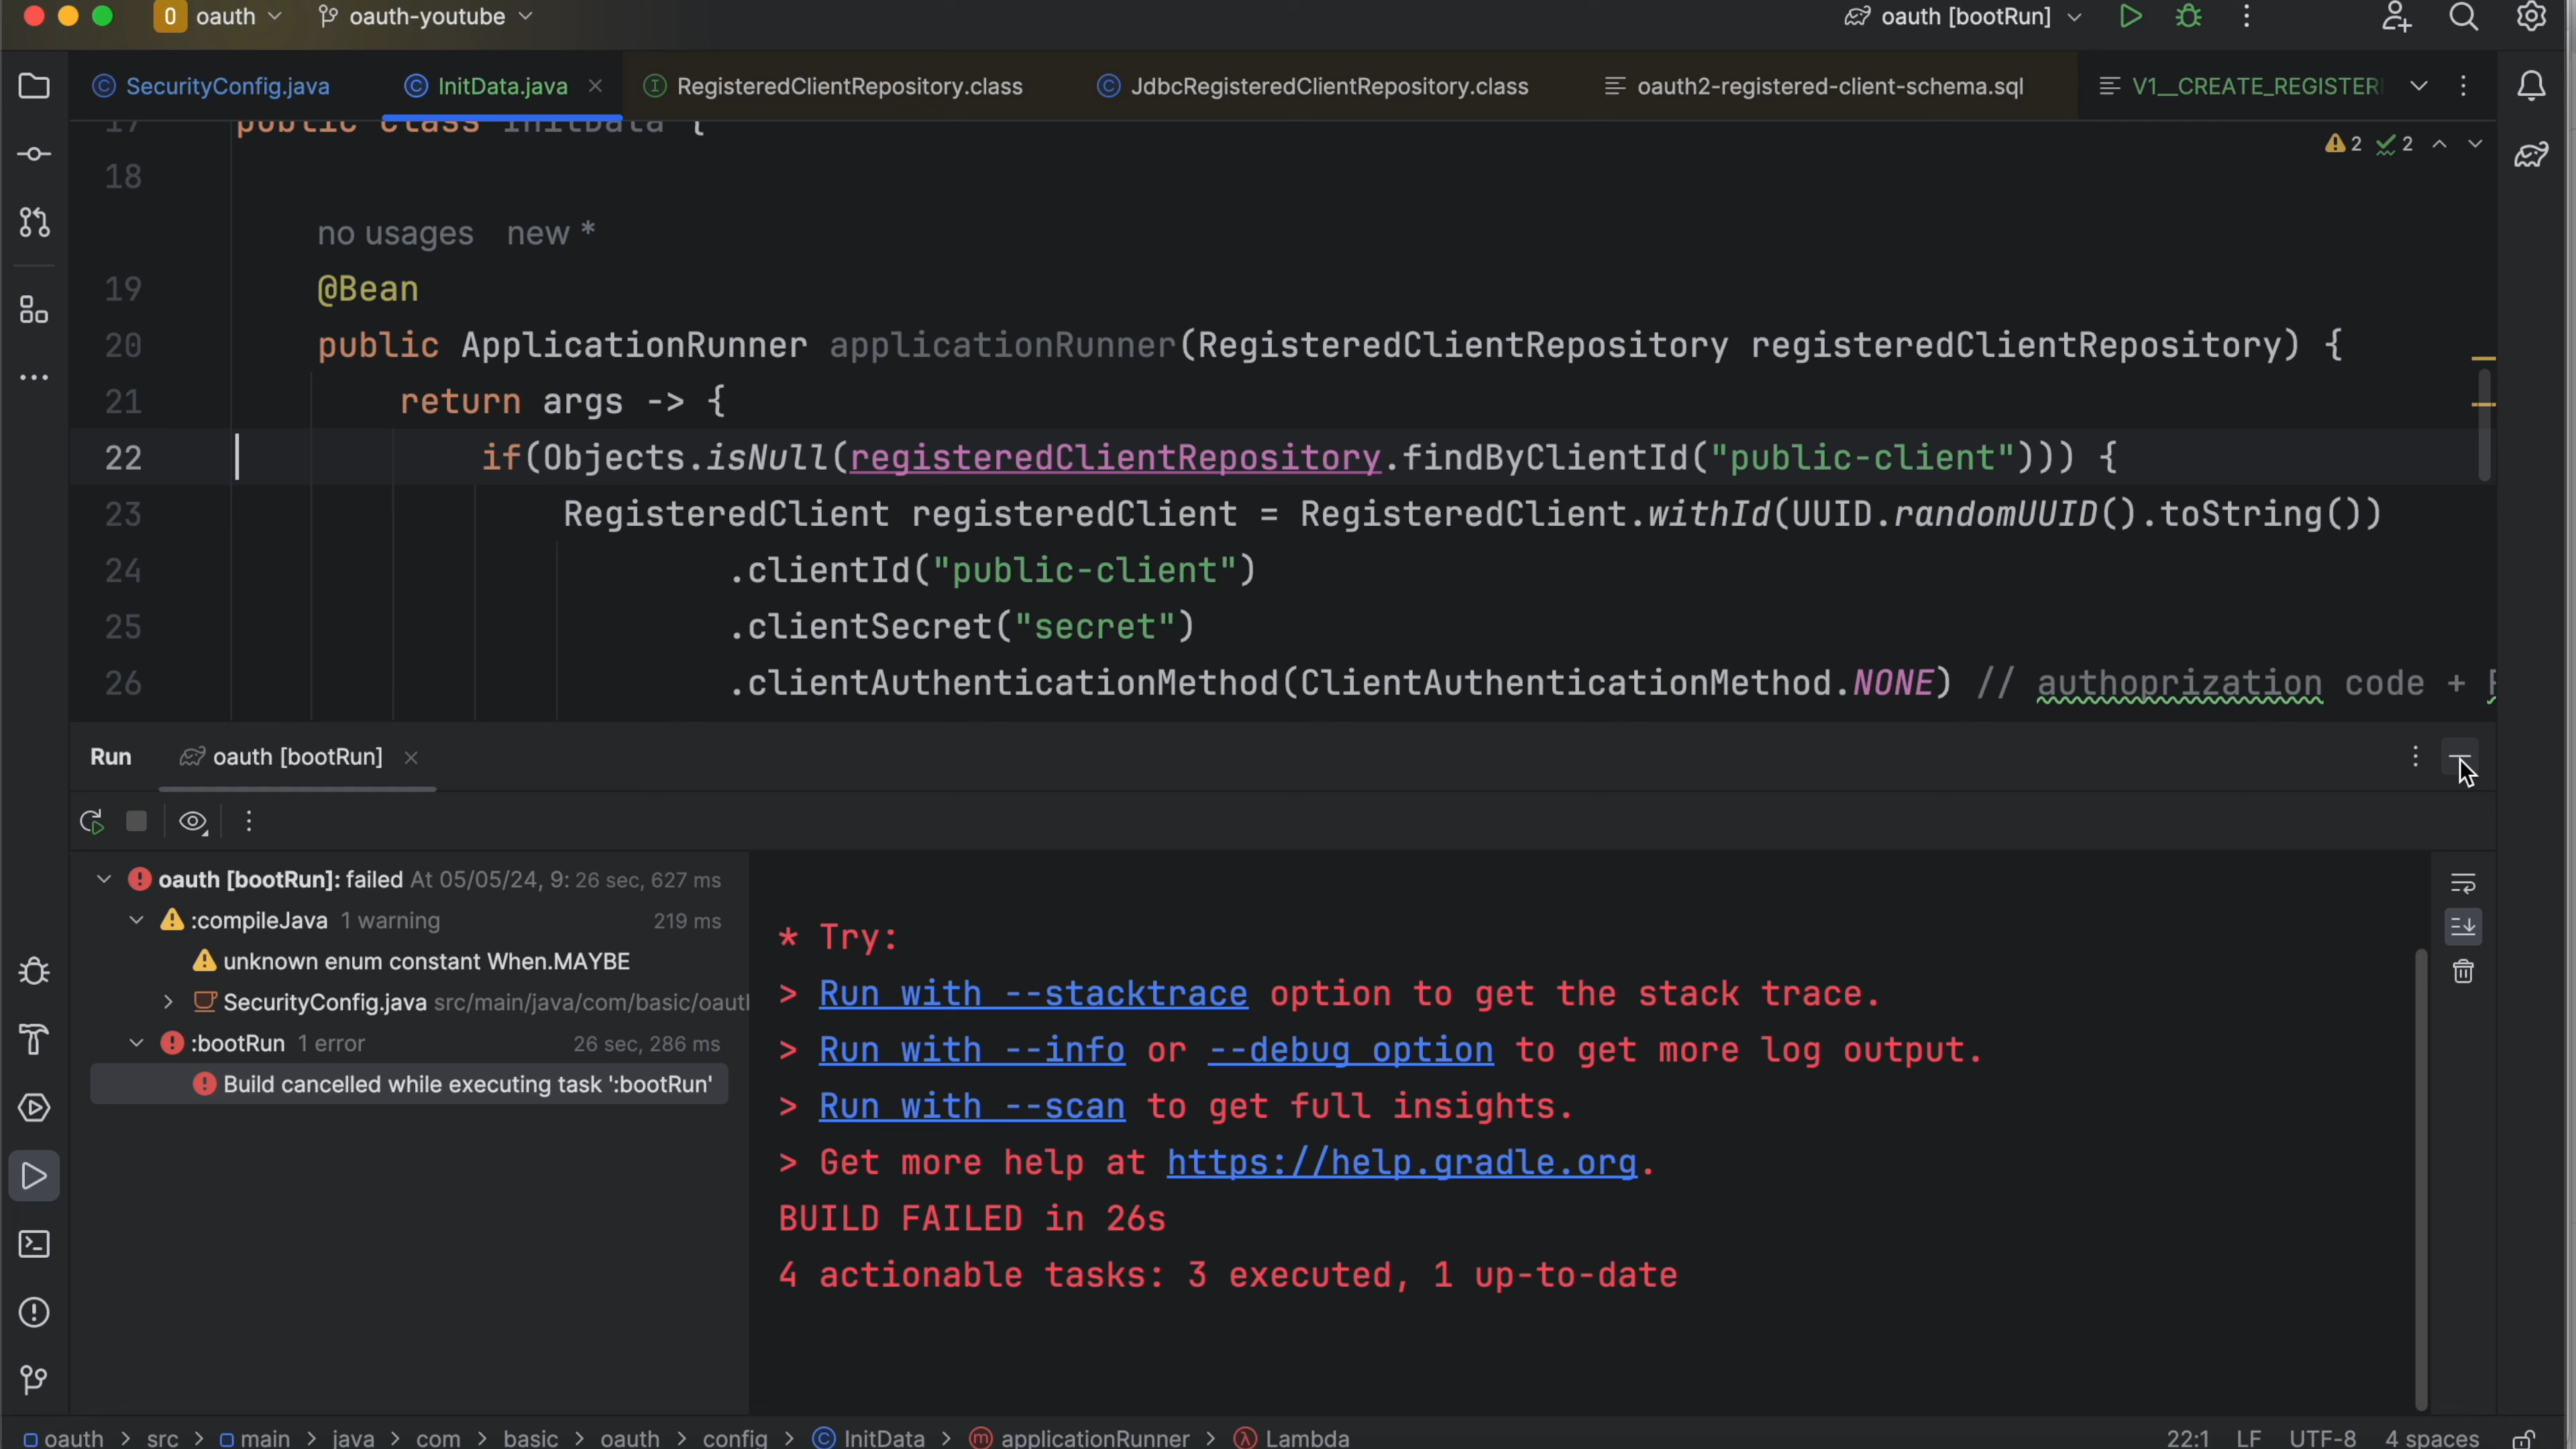 O oauth oauth-youtube oauth [bootRun]
SecurityConfig.java InitData.java RegisteredClientRepository.class JdbcRegisteredClientRepository.class oauth2-registered-client-schema.sql V1__CREATE_REGISTER
17 public class InitData {
2 2
18
no usages new *
19 @Bean
20 public ApplicationRunner applicationRunner(RegisteredClientRepository registeredClientRepository) {
21 return args -> {
22 if(Objects.isNull(registeredClientRepository.findByClientId("public-client"))) {
23 RegisteredClient registeredClient = RegisteredClient.withId(UUID.randomUUID().toString())
24 .clientId("public-client")
25 .clientSecret("secret")
26 .clientAuthenticationMethod(ClientAuthenticationMethod.NONE) // authoprization code +
Run oauth [bootRun]
oauth [bootRun]: failed At 05/05/24, 9: 26 sec, 627 ms
:compileJava 1 warning 219 ms
unknown enum constant When.MAYBE
SecurityConfig.java src/main/java/com/basic/oautl
:bootRun 1 error 26 sec, 286 ms
Build cancelled while executing task ':bootRun'
* Try:
> Run with --stacktrace option to get the stack trace.
> Run with --info or --debug option to get more log output.
> Run with --scan to get full insights.
> Get more help at https://help.gradle.org.
BUILD FAILED in 26s
4 actionable tasks: 3 executed, 1 up-to-date
oauth > src > main > java > com > basic > oauth > config > InitData > applicationRunner > Lambda 22:1 LF UTF-8 4 spaces